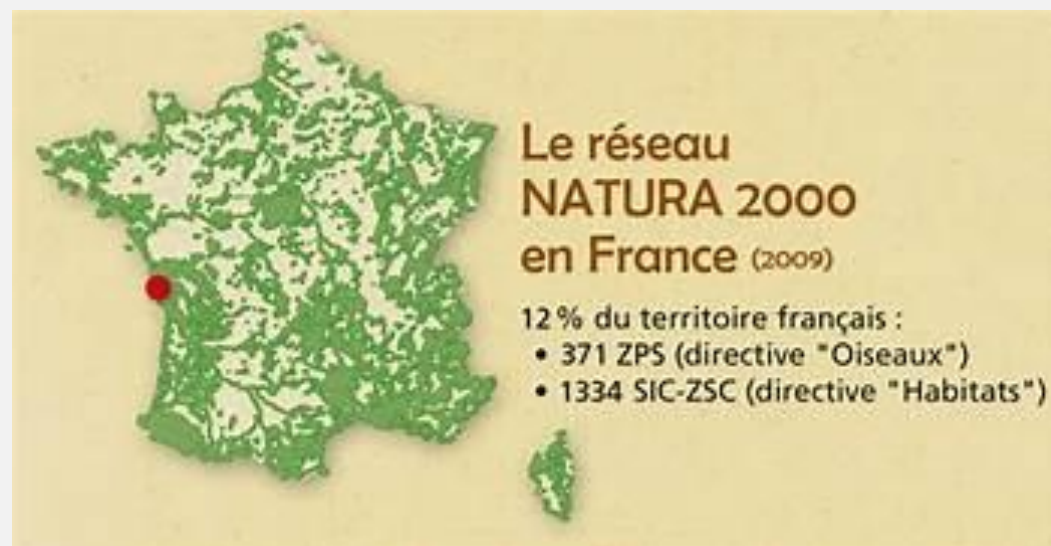 Le réseau
NATURA 2000
en France (2009)
12 % du territoire français :
• 371 ZPS (directive "Oiseaux")
• 1334 SIC-ZSC (directive "Habitats")